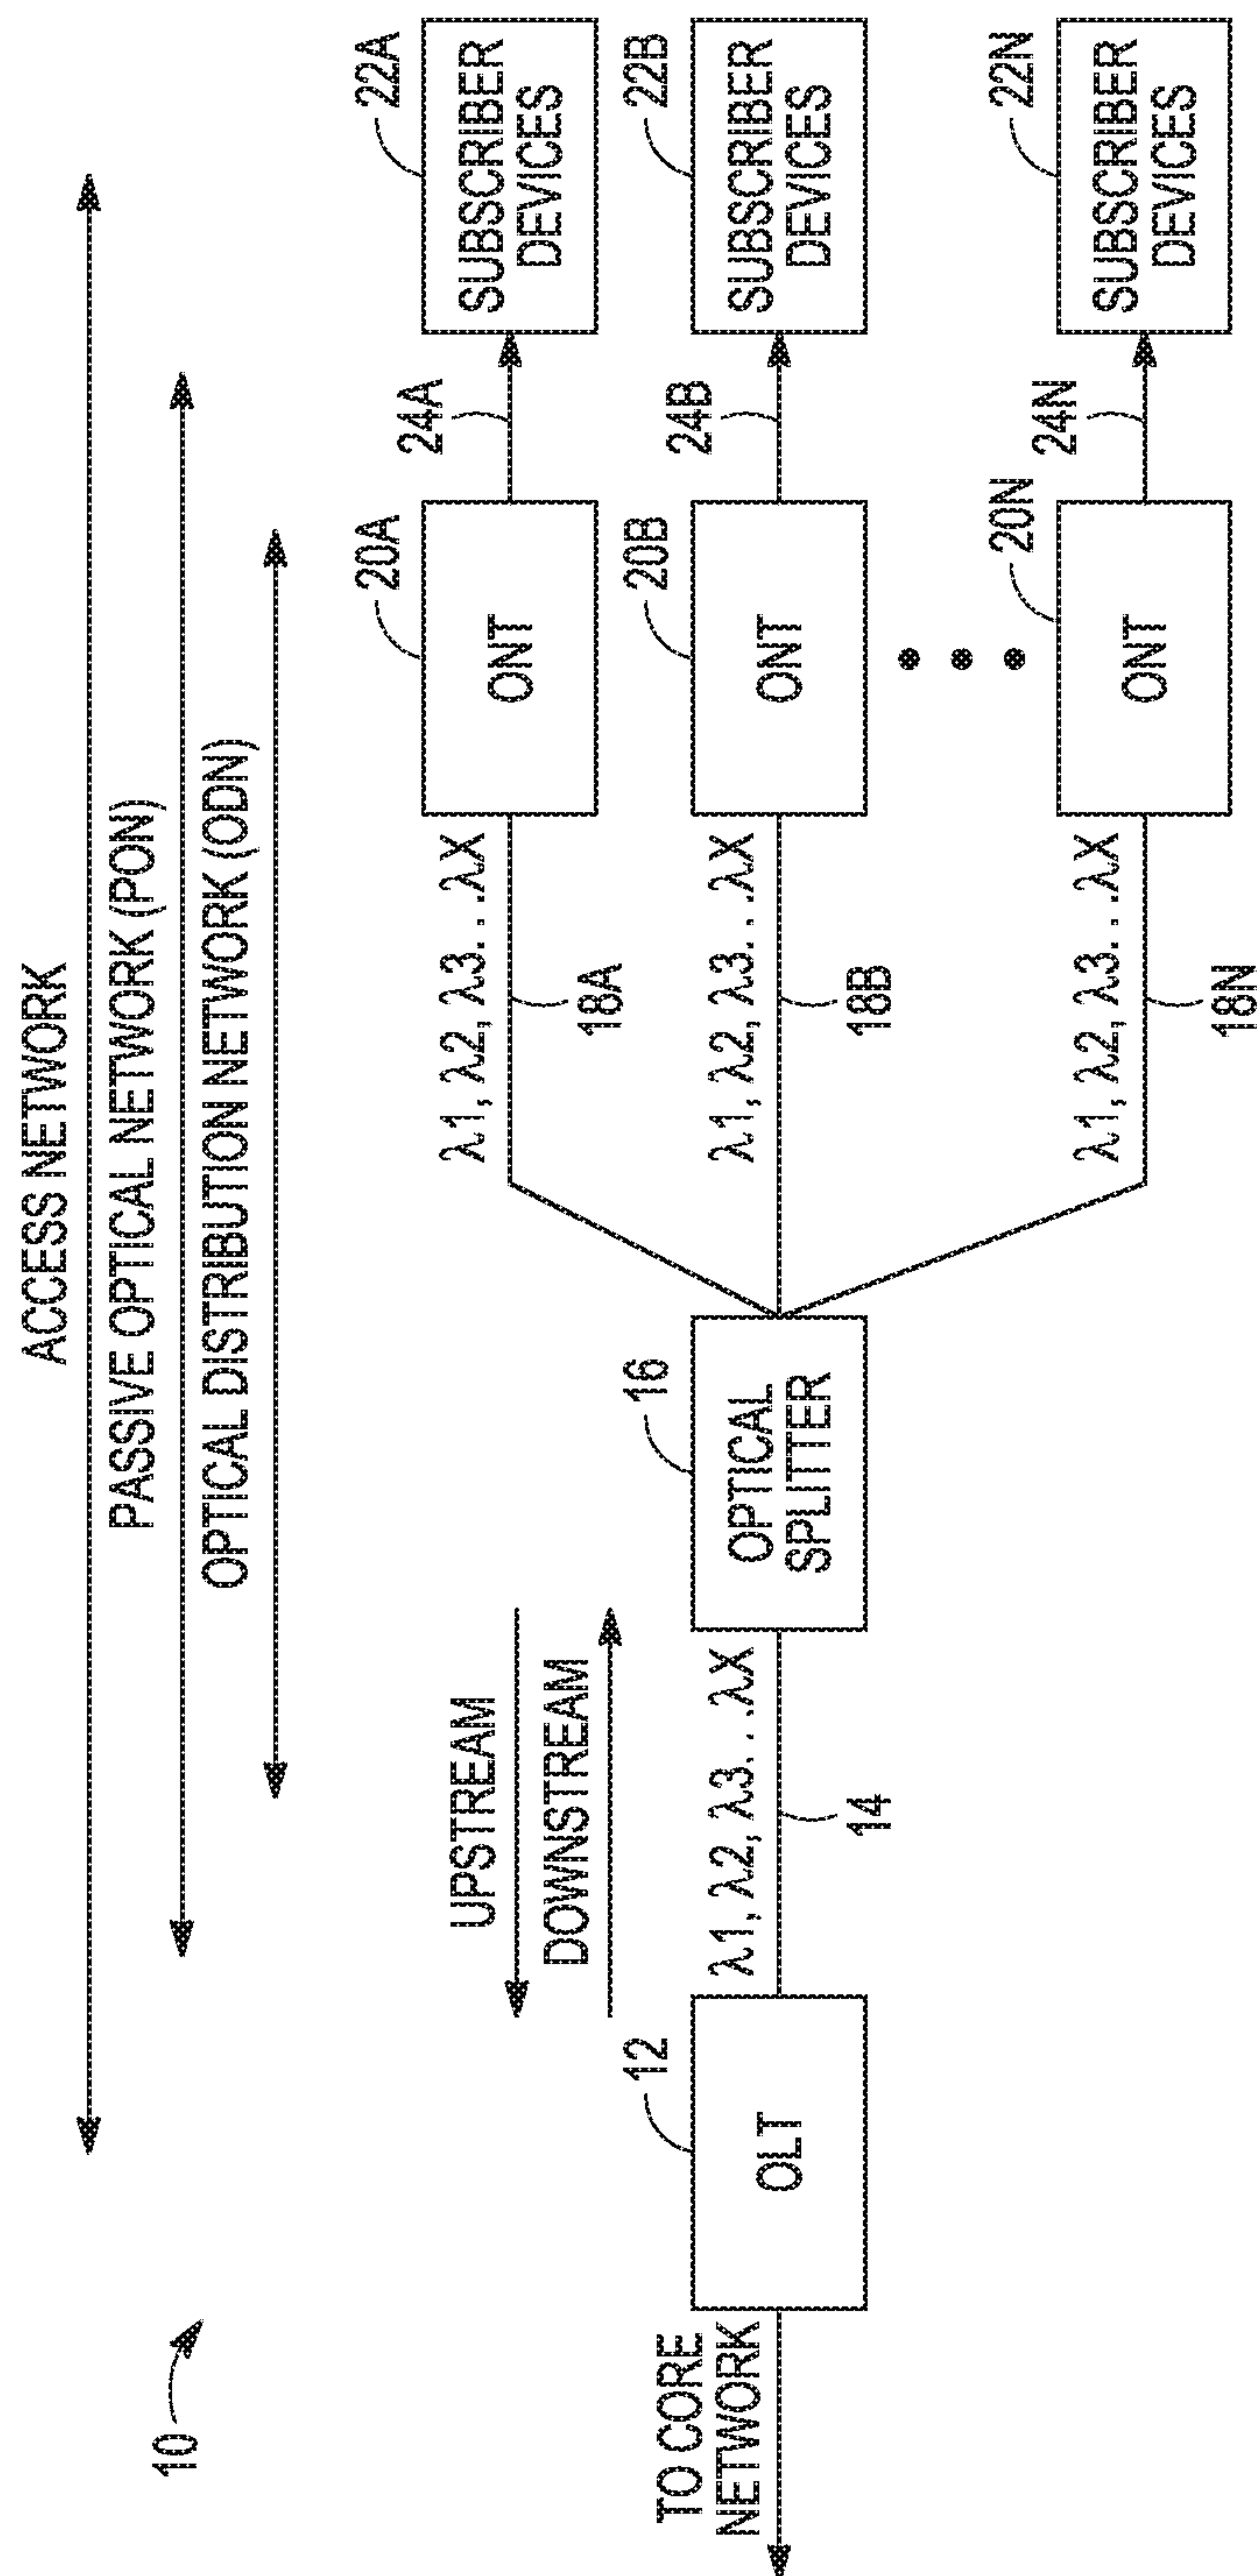 10
ACCESS NETWORK
PASSIVE OPTICAL NETWORK (PON)
OPTICAL DISTRIBUTION NETWORK (ODN)
UPSTREAM
DOWNSTREAM
TO CORE
NETWORK
12
OLT
λ1, λ2, λ3. . .λX
14
16
OPTICAL
SPLITTER
λ1, λ2, λ3. . .λX
18A
20A
ONT
24A
22A
SUBSCRIBER
DEVICES
λ1, λ2, λ3. . .λX
18B
20B
ONT
24B
22B
SUBSCRIBER
DEVICES
λ1, λ2, λ3. . .λX
18N
20N
ONT
24N
22N
SUBSCRIBER
DEVICES